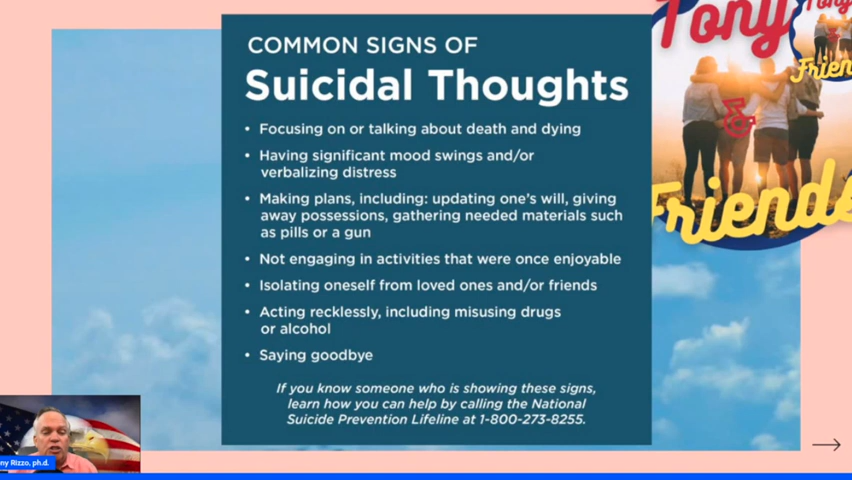 COMMON SIGNS OF
Suicidal Thoughts
• Focusing on or talking about death and dying
• Having significant mood swings and/or
verbalizing distress
• Making plans, including: updating one's will, giving
away possessions, gathering needed materials such
as pills or a gun
• Not engaging in activities that were once enjoyable
• Isolating oneself from loved ones and/or friends
• Acting recklessly, including misusing drugs
or alcohol
• Saying goodbye
If you know someone who is showing these signs,
learn how you can help by calling the National
Suicide Prevention Lifeline at 1-800-273-8255.
Tony
&
Friends
Tony
Frien
ny Rizzo, ph.d.